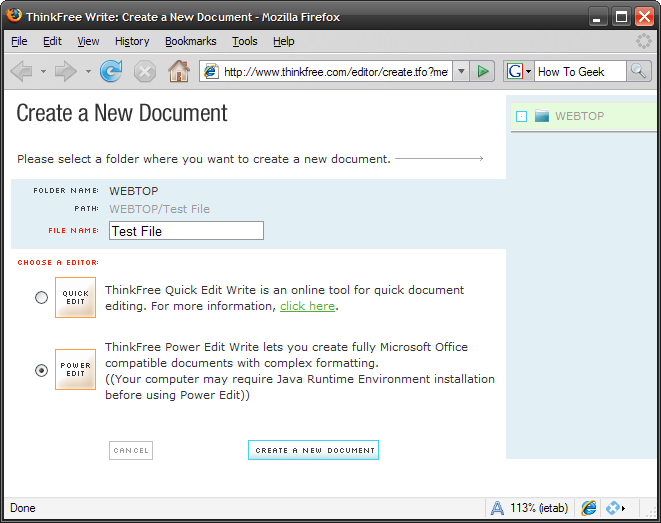 ThinkFree Write: Create a New Document - Mozilla Firefox
File Edit View History Bookmarks Tools Help
http://www.thinkfree.com/editor/create.tfo?me
G How To Geek
Create a New Document
WEBTOP
Please select a folder where you want to create a new document.
FOLDER NAME: WEBTOP
PATH: WEBTOP/Test File
FILE NAME: Test File
CHOOSE A EDITOR:
QUICK
EDIT
ThinkFree Quick Edit Write is an online tool for quick document
editing. For more information, click here.
POWER
EDIT
ThinkFree Power Edit Write lets you create fully Microsoft Office
compatible documents with complex formatting.
((Your computer may require Java Runtime Environment installation
before using Power Edit))
CANCEL CREATE A NEW DOCUMENT
Done A 113% (ietab)